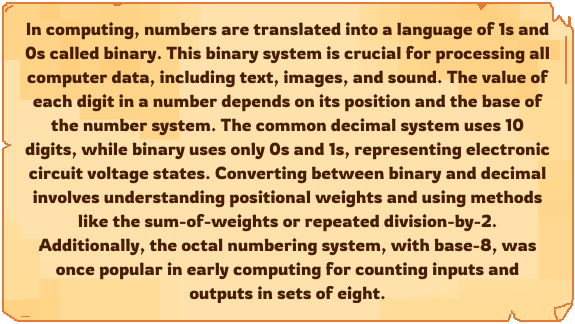 In computing, numbers are translated into a language of 1s and
0s called binary. This binary system is crucial for processing all
computer data, including text, images, and sound. The value of
each digit in a number depends on its position and the base of
the number system. The common decimal system uses 10
digits, while binary uses only 0s and 1s, representing electronic
circuit voltage states. Converting between binary and decimal
involves understanding positional weights and using methods
like the sum-of-weights or repeated division-by-2.
Additionally, the octal numbering system, with base-8, was
once popular in early computing for counting inputs and
outputs in sets of eight.